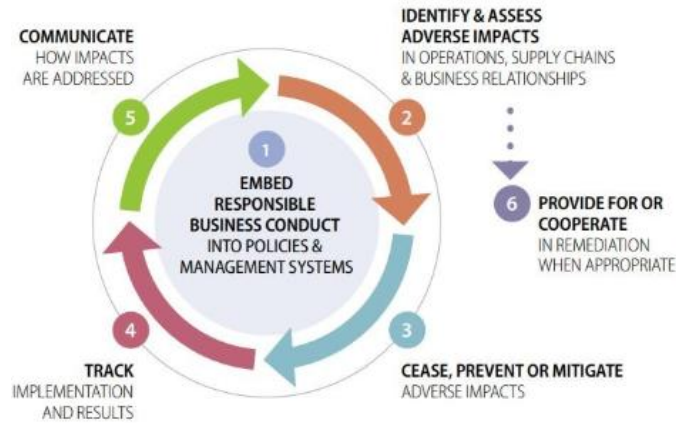 COMMUNICATE
HOW IMPACTS
ARE ADDRESSED
5
IDENTIFY & ASSESS
ADVERSE IMPACTS
IN OPERATIONS, SUPPLY CHAINS
& BUSINESS RELATIONSHIPS
2
1
EMBED
RESPONSIBLE
BUSINESS CONDUCT
INTO POLICIES &
MANAGEMENT SYSTEMS
6
PROVIDE FOR OR
COOPERATE
IN REMEDIATION
WHEN APPROPRIATE
4
TRACK
IMPLEMENTATION
AND RESULTS
3
CEASE, PREVENT OR MITIGATE
ADVERSE IMPACTS